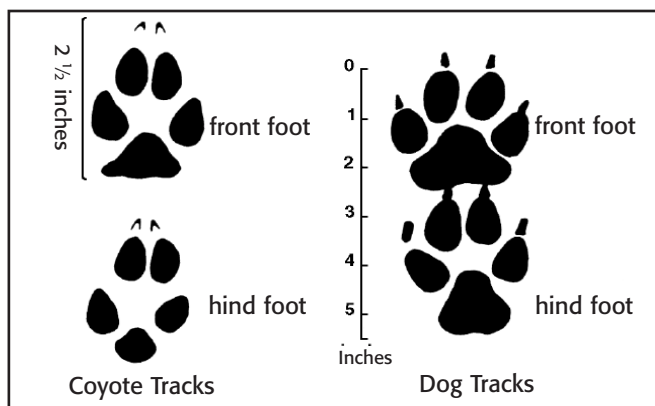 2 ½ inches
front foot
hind foot
Coyote Tracks
0
1
2
3
4
5
Inches
front foot
hind foot
Dog Tracks